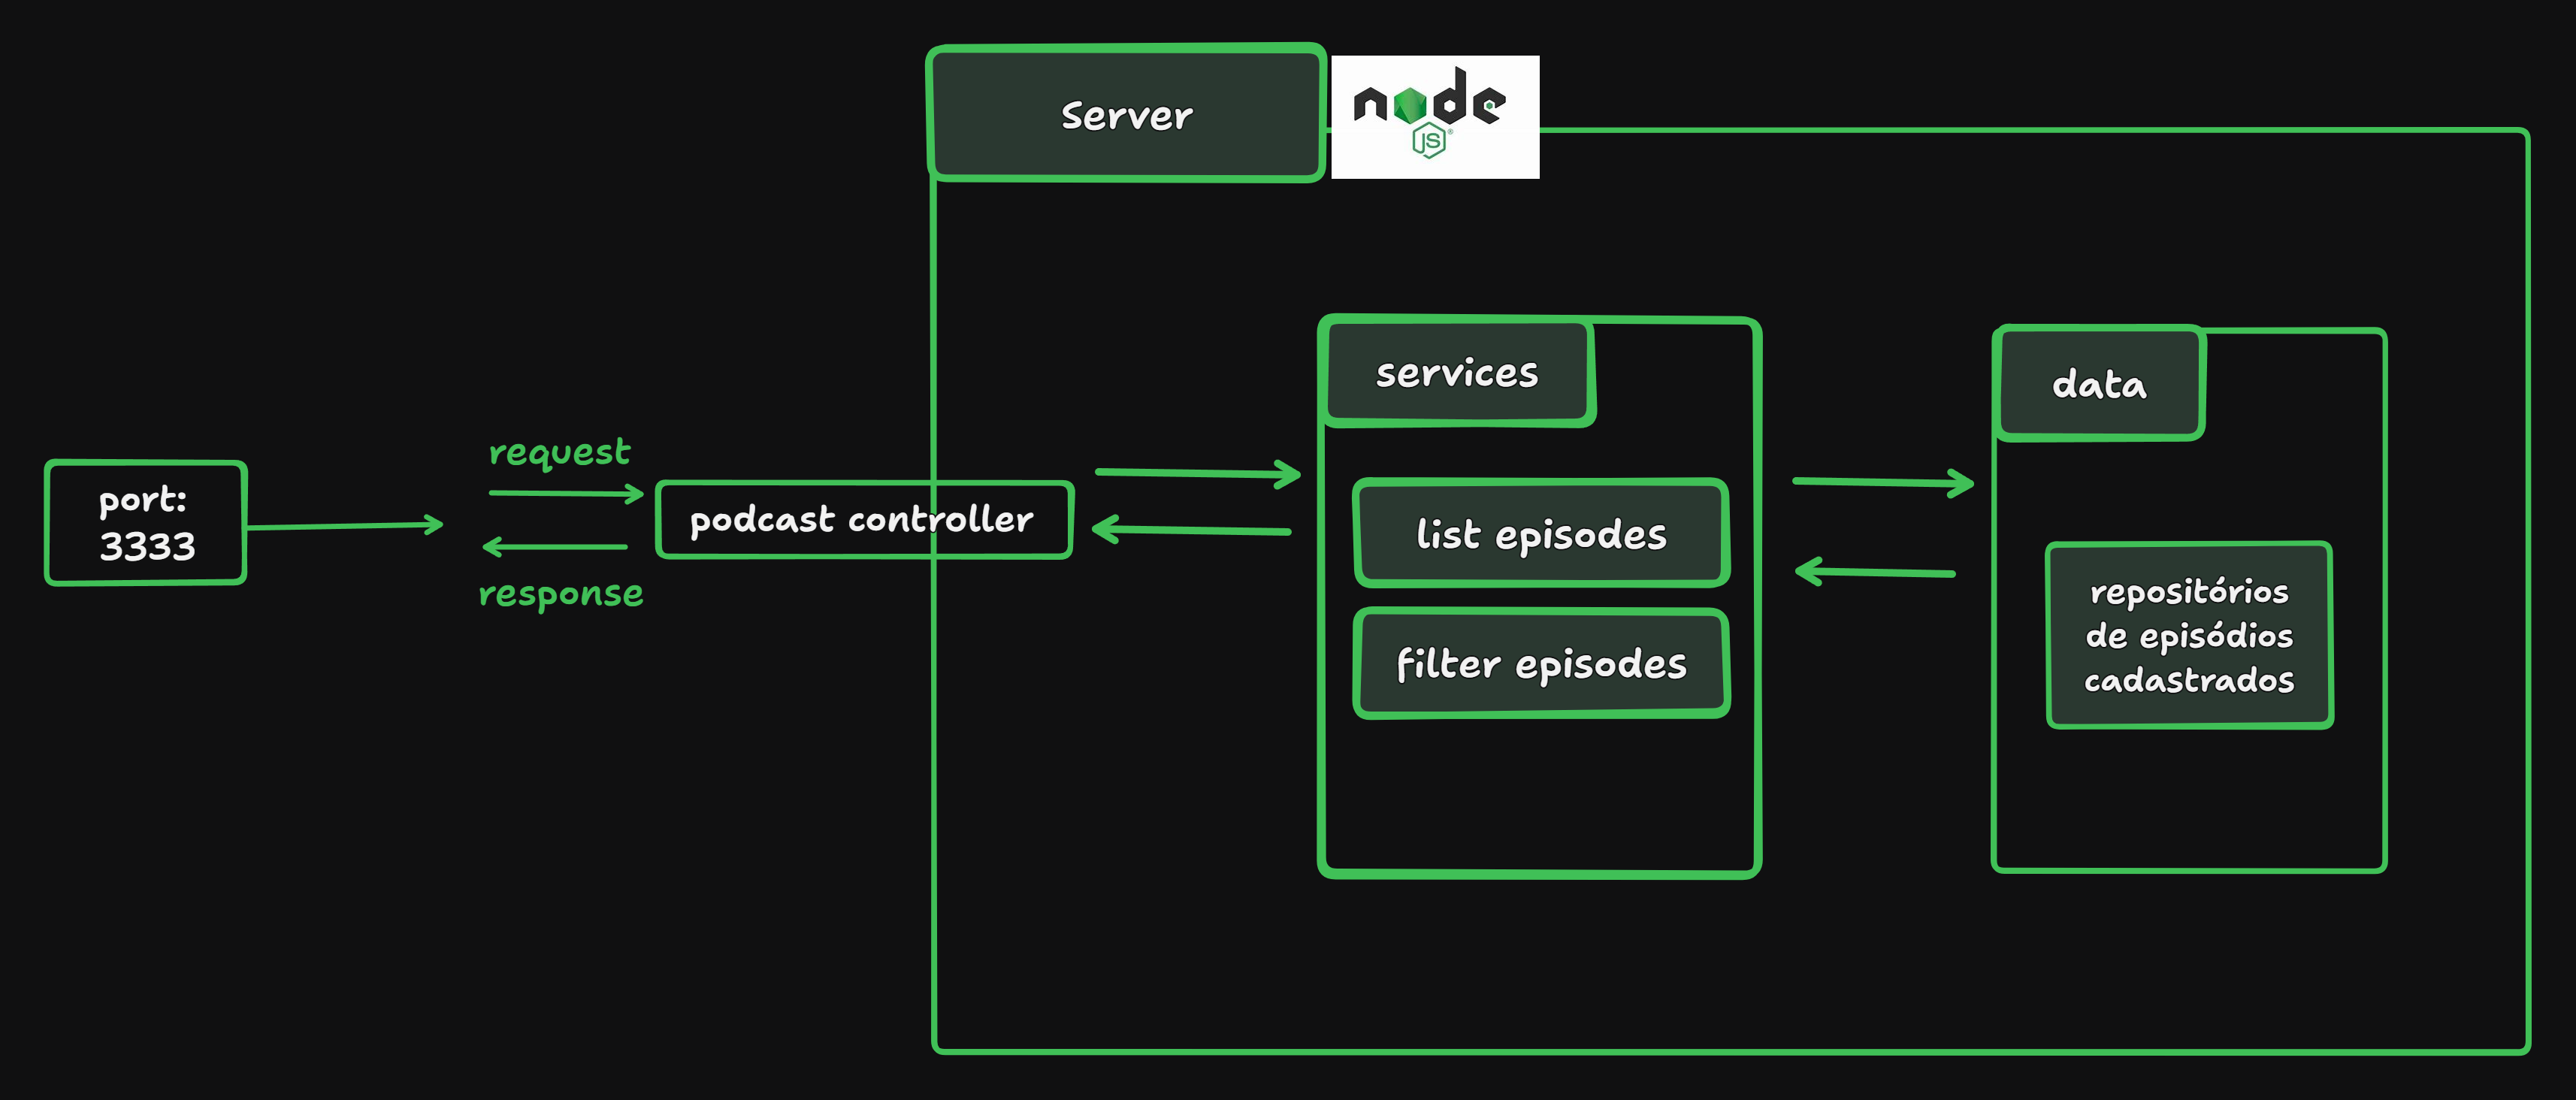 Server
node
JS
services
data
request
port:
3333
podcast controller
response
list episodes
filter episodes
repositórios
de episódios
cadastrados